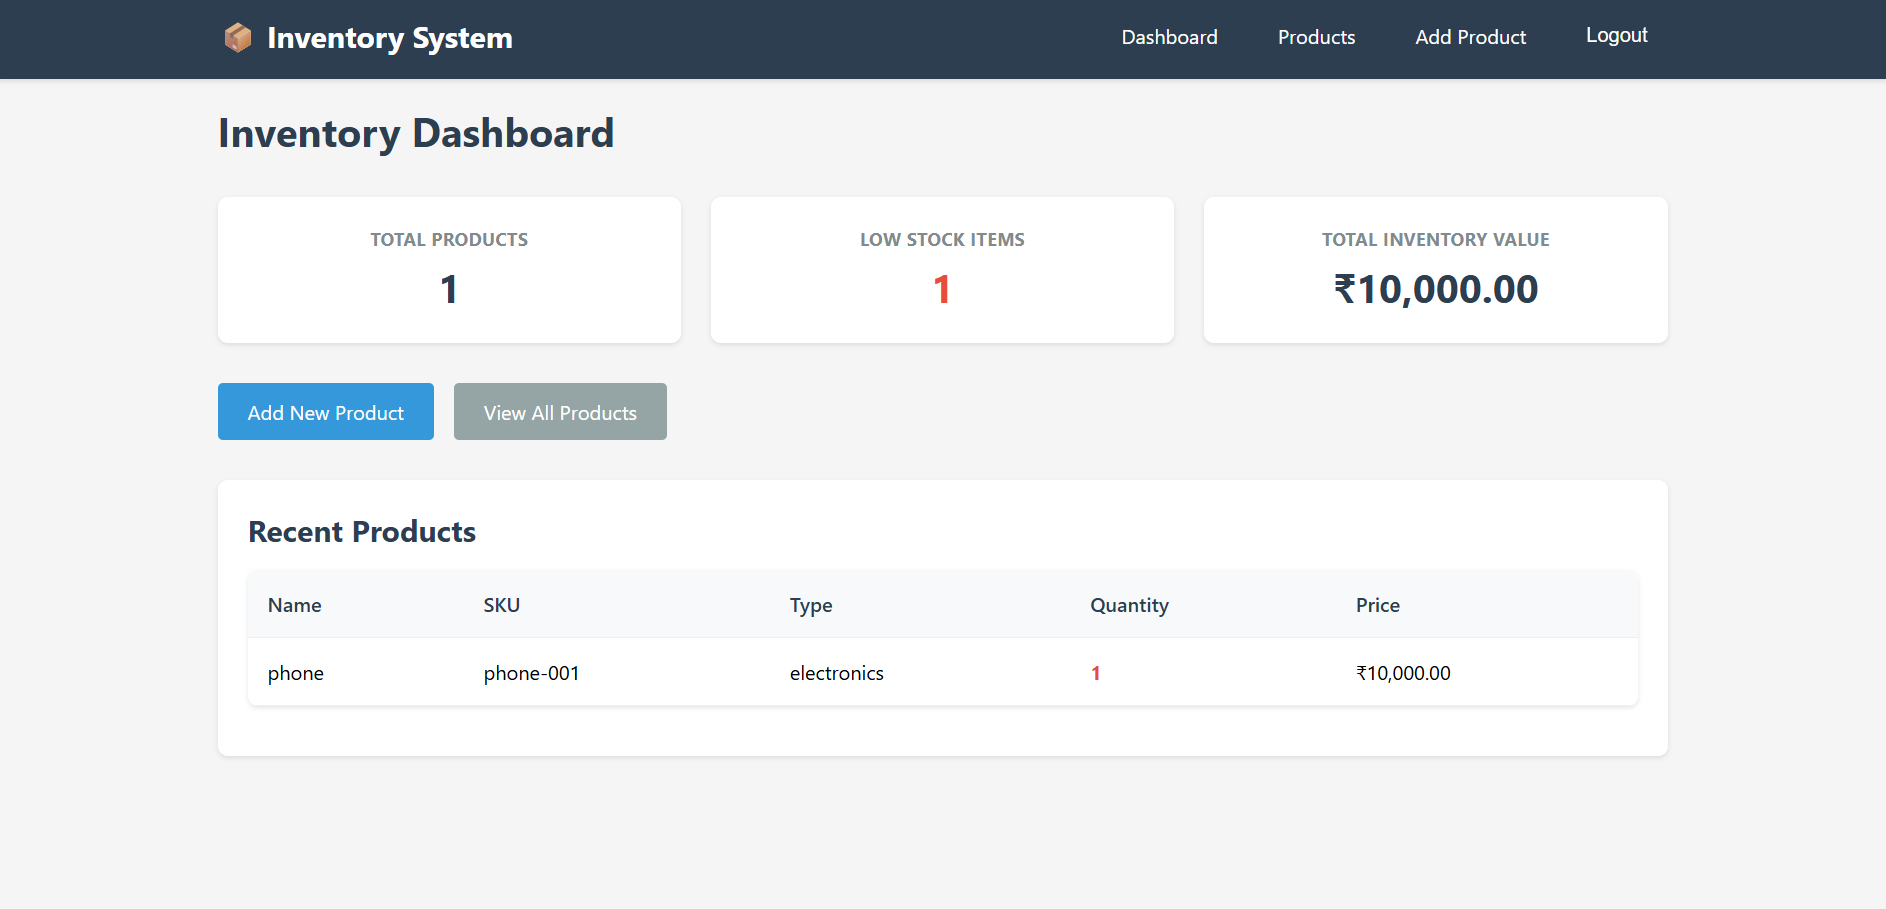 Inventory System
Dashboard Products Add Product Logout
Inventory Dashboard
TOTAL PRODUCTS
1
LOW STOCK ITEMS
1
TOTAL INVENTORY VALUE
₹10,000.00
Add New Product View All Products
Recent Products
Name SKU Type Quantity Price
phone phone-001 electronics 1 ₹10,000.00